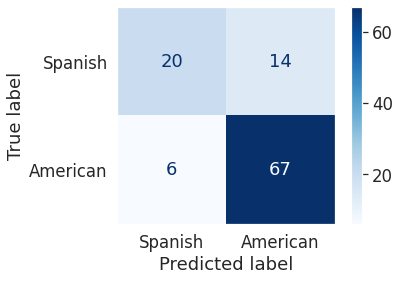 Spanish 20 14
American 6 67
Spanish American
Predicted label
True label
60
40
20